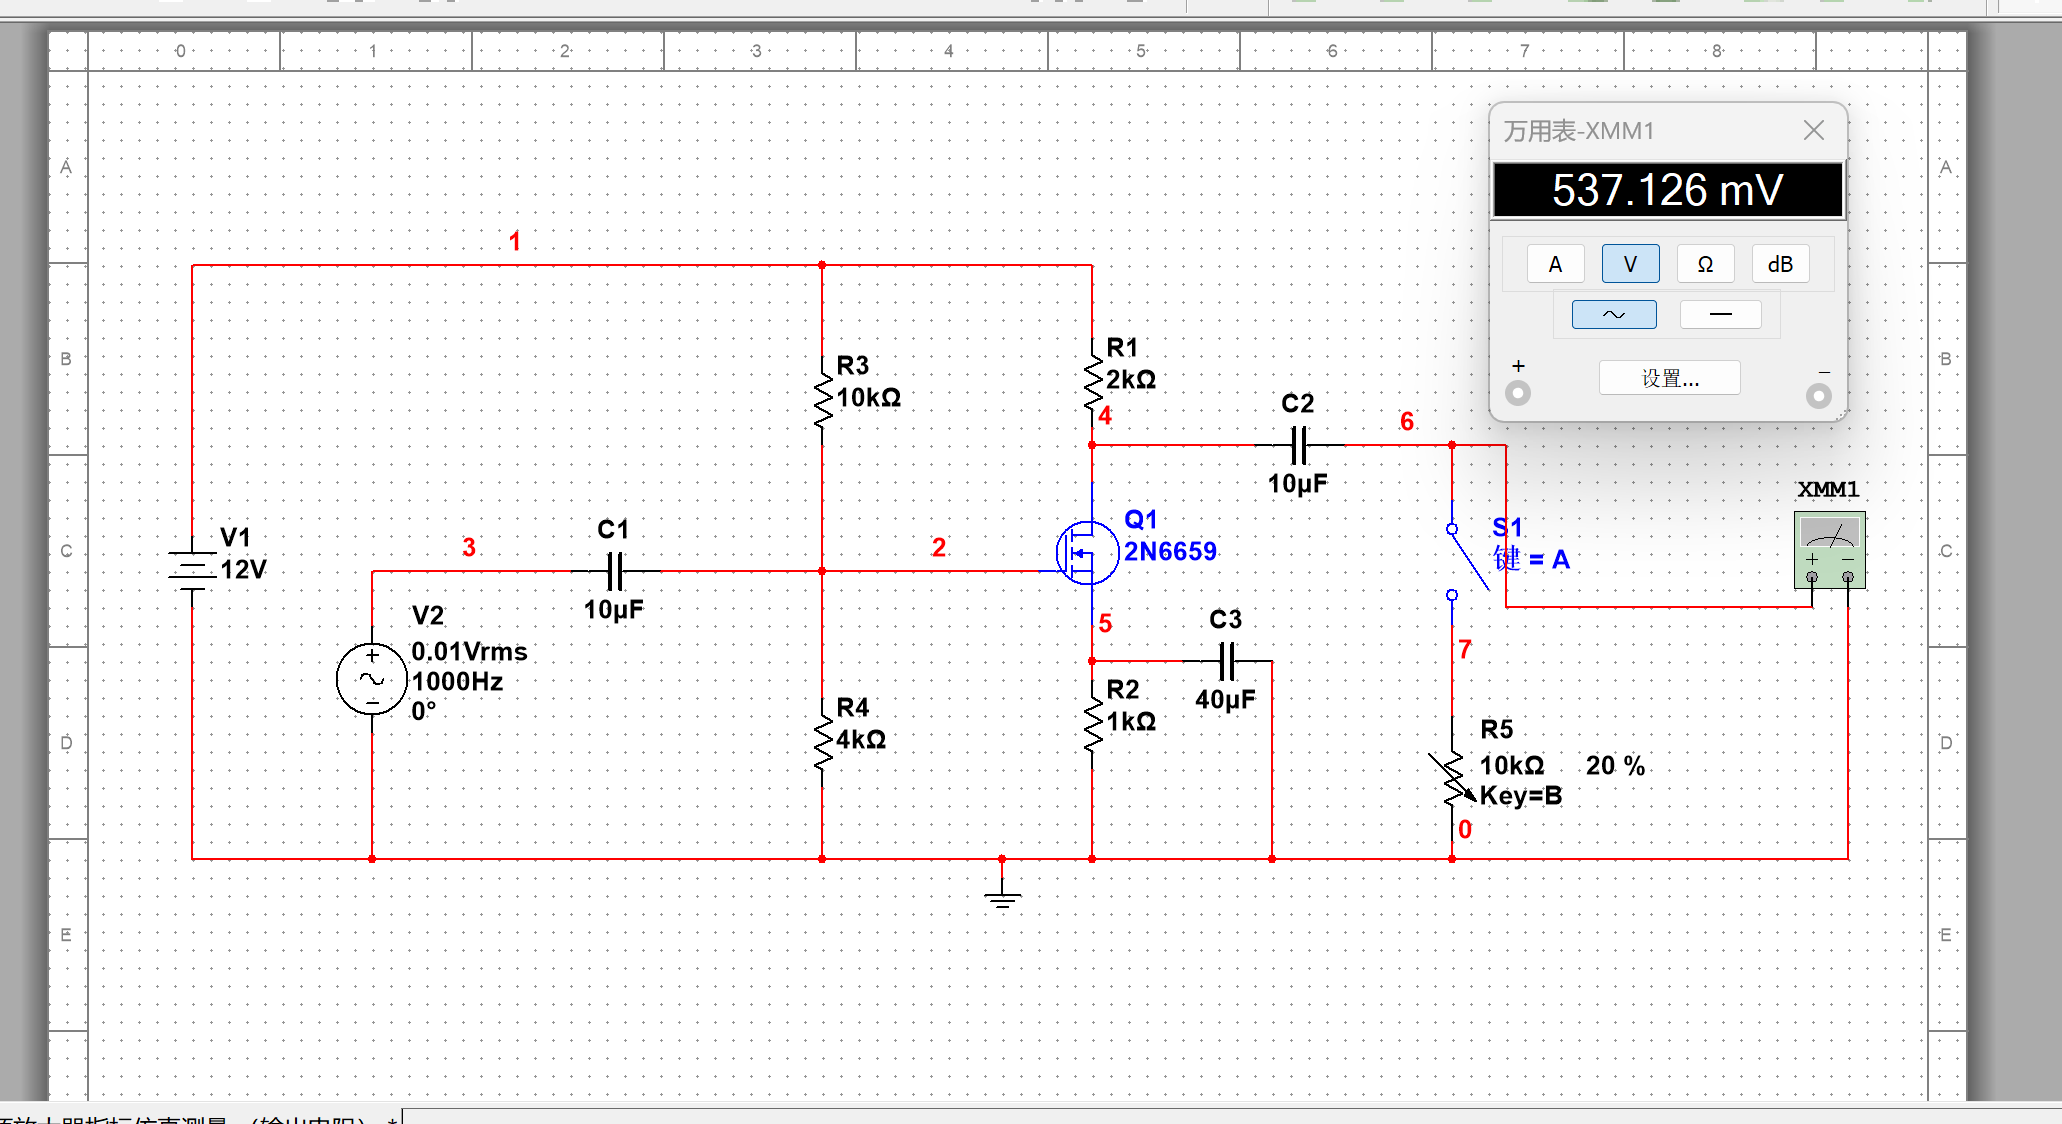 0 1 2 3 4 5 6 7 8
A
A
B
B
C
C
D
D
E
E
万用表-XMM1
537.126 mV
A V Ω dB
~ —
+ 设置... −
1
R3
10kΩ
R1
2kΩ
4
C2
10µF
6
XMM1
+ −
V1
12V
3
C1
10µF
2
Q1
2N6659
S1
键 = A
V2
0.01Vrms
1000Hz
0°
+
−
5
C3
40µF
R2
1kΩ
R4
4kΩ
7
R5
10kΩ 20 %
Key=B
0